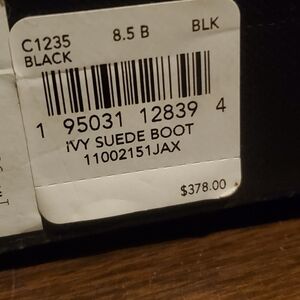 C1235 8.5 B BLK
BLACK
1 95031 12839 4
IVY SUEDE BOOT
11002151JAX
$378.00